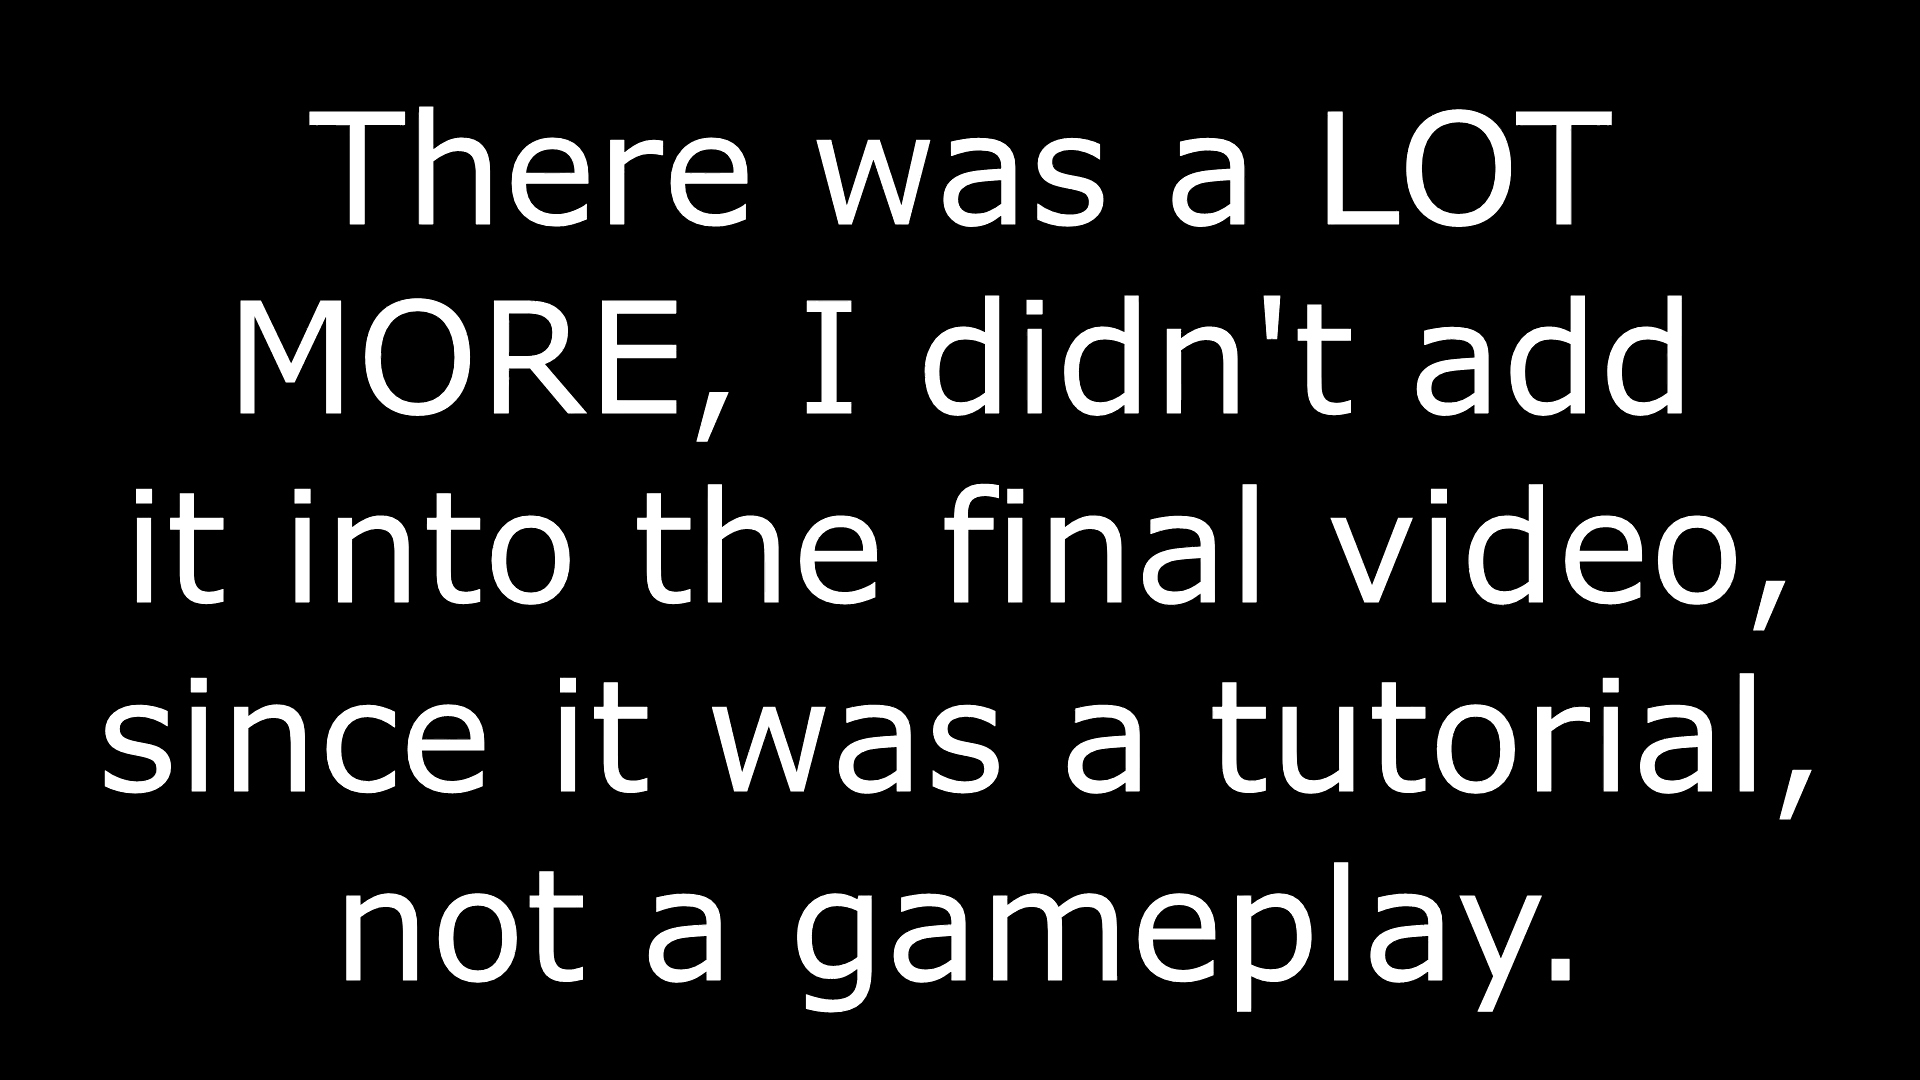 There was a LOT
MORE, I didn't add
it into the final video,
since it was a tutorial,
not a gameplay.